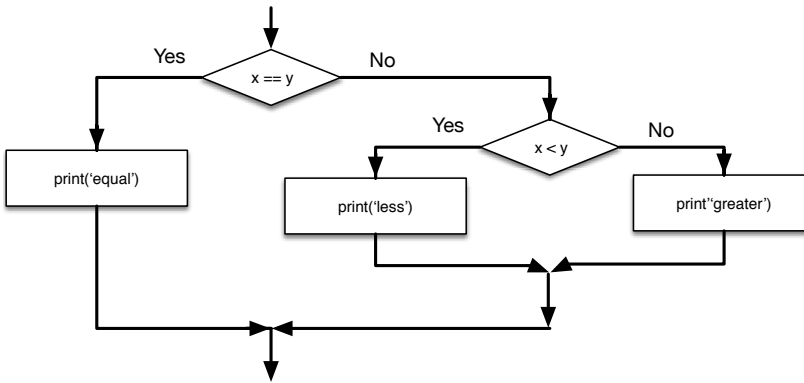 Yes
x == y
No
print(‘equal’)
Yes
x < y
No
print(‘less’)
print’‘greater’)